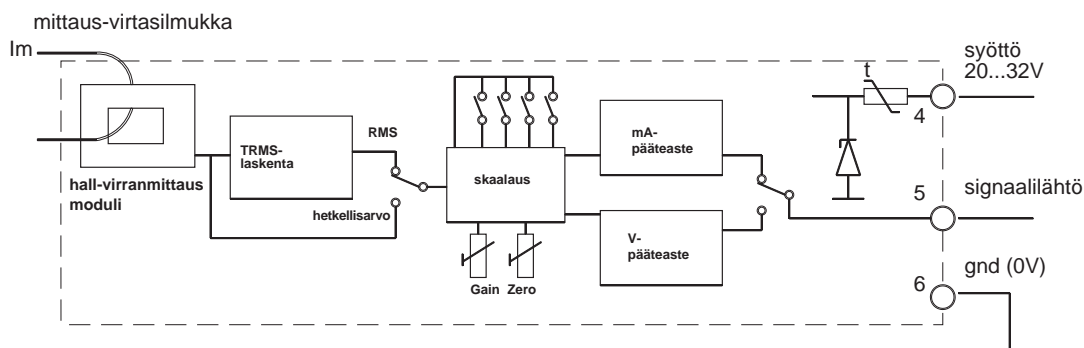 mittaus-virtasilmukka
Im
syöttö
20...32V
t
4
RMS
TRMS-
laskenta
mA-
pääteaste
skaalaus
hall-virranmittaus
moduli
hetkellisarvo
5
signaalilähtö
V-
pääteaste
Gain Zero
6
gnd (0V)